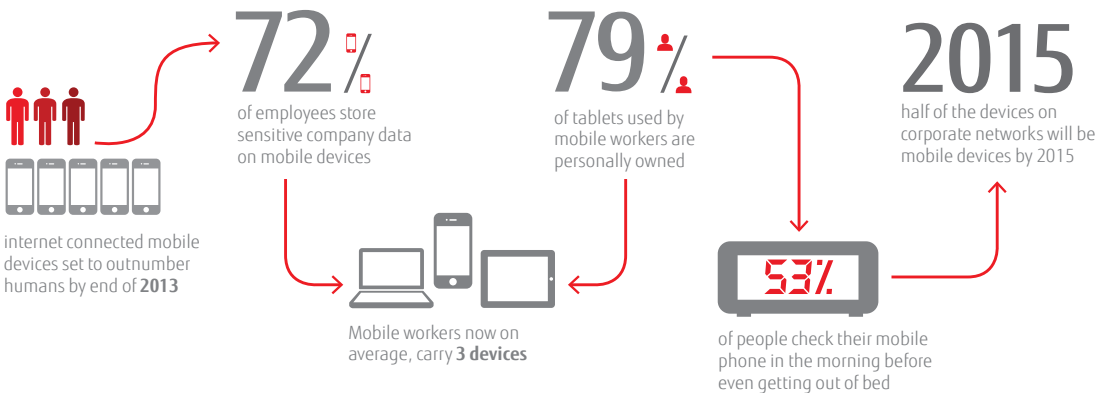 internet connected mobile
devices set to outnumber
humans by end of 2013
72%
of employees store
sensitive company data
on mobile devices
Mobile workers now on
average, carry 3 devices
79%
of tablets used by
mobile workers are
personally owned
53%
of people check their mobile
phone in the morning before
even getting out of bed
2015
half of the devices on
corporate networks will be
mobile devices by 2015